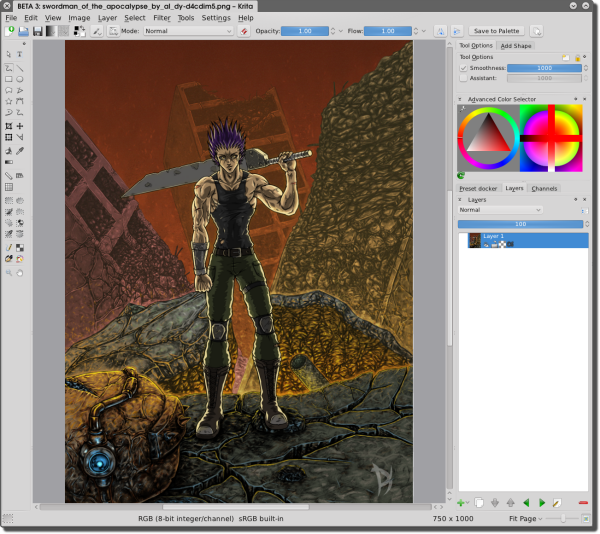 BETA 3: swordman_of_the_apocalypse_by_al_dy-d4cdim5.png – Krita
File Edit View Image Layer Select Filter Tools Settings Help
Mode: Normal Opacity: 1.00 Flow: 1.00 Save to Palette
Tool Options Add Shape
Tool Options
Smoothness: 1000
Assistant: 1000
Advanced Color Selector
Preset docker Layers Channels
Layers
Normal
100
Layer 1
RGB (8-bit integer/channel) sRGB built-in 750 x 1000 Fit Page